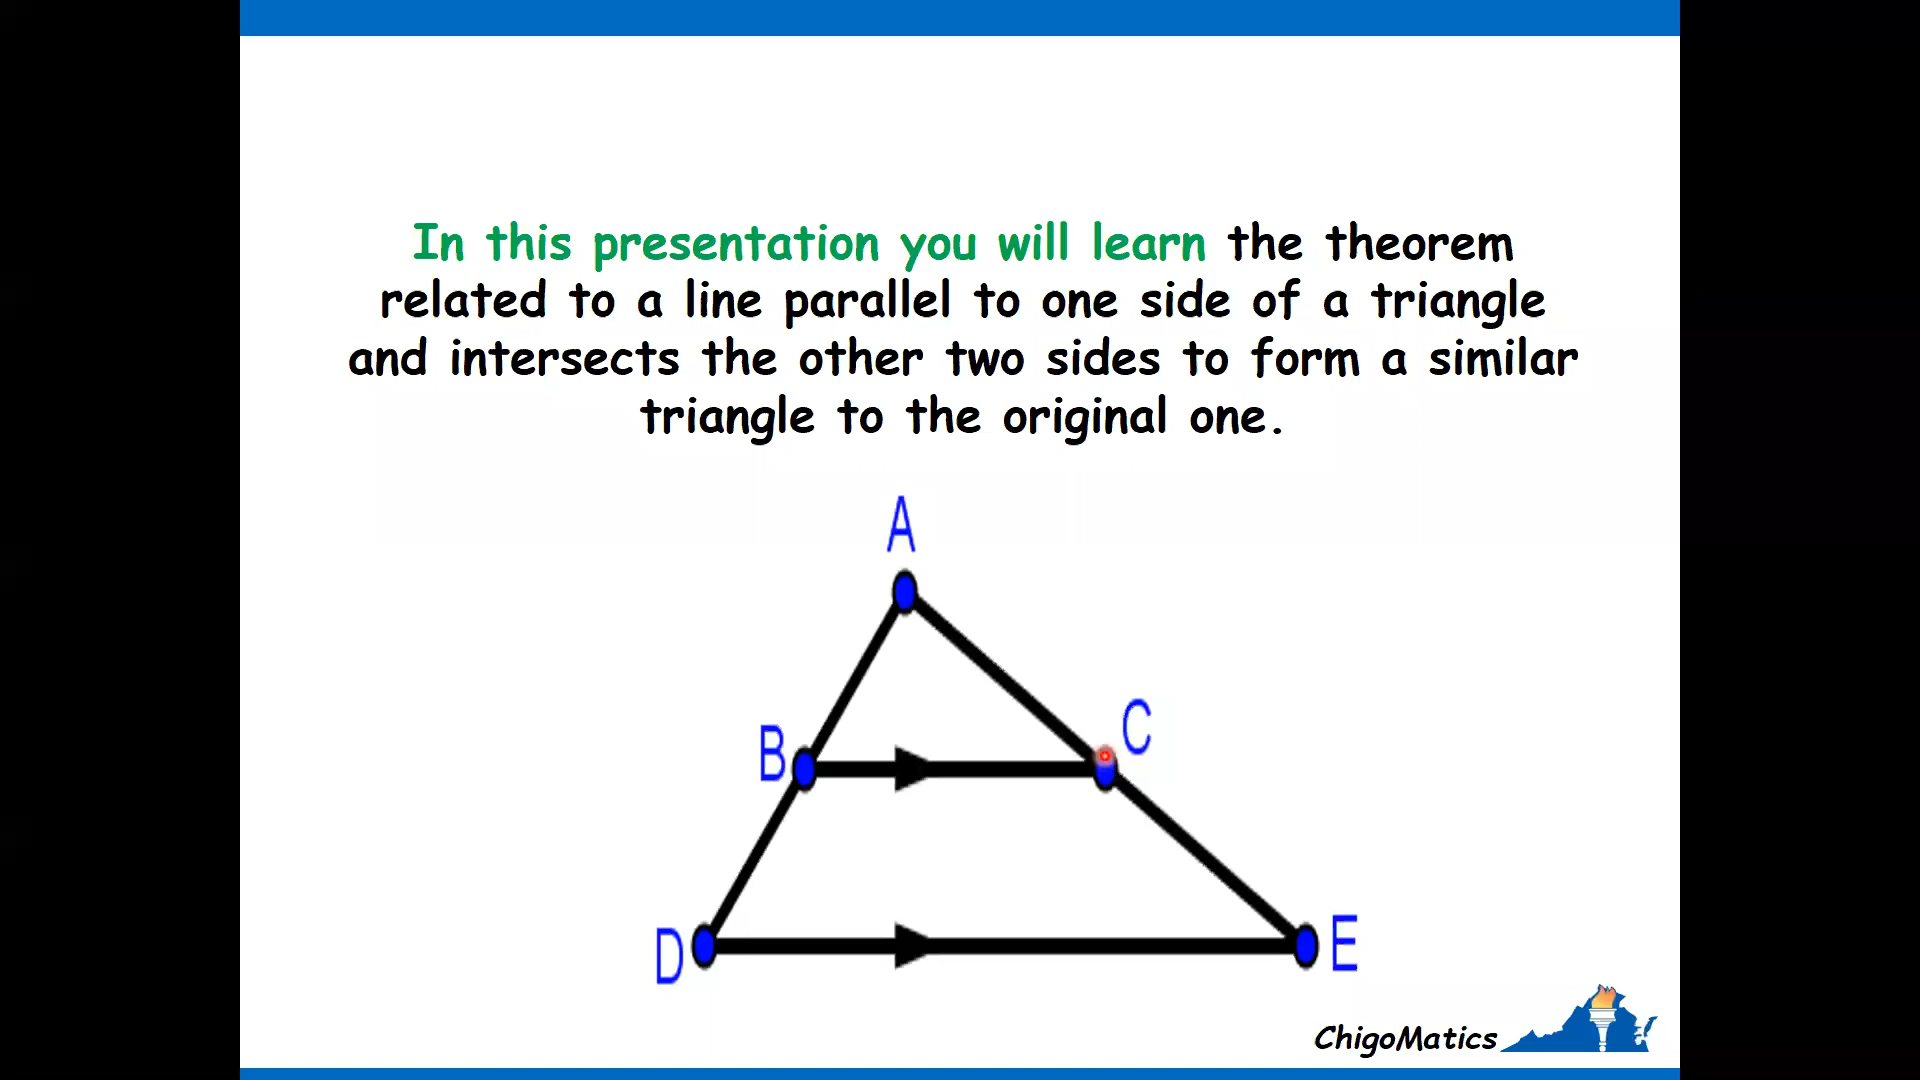 In this presentation you will learn the theorem
related to a line parallel to one side of a triangle
and intersects the other two sides to form a similar
triangle to the original one.
A
C
B
D
E
ChigoMatics